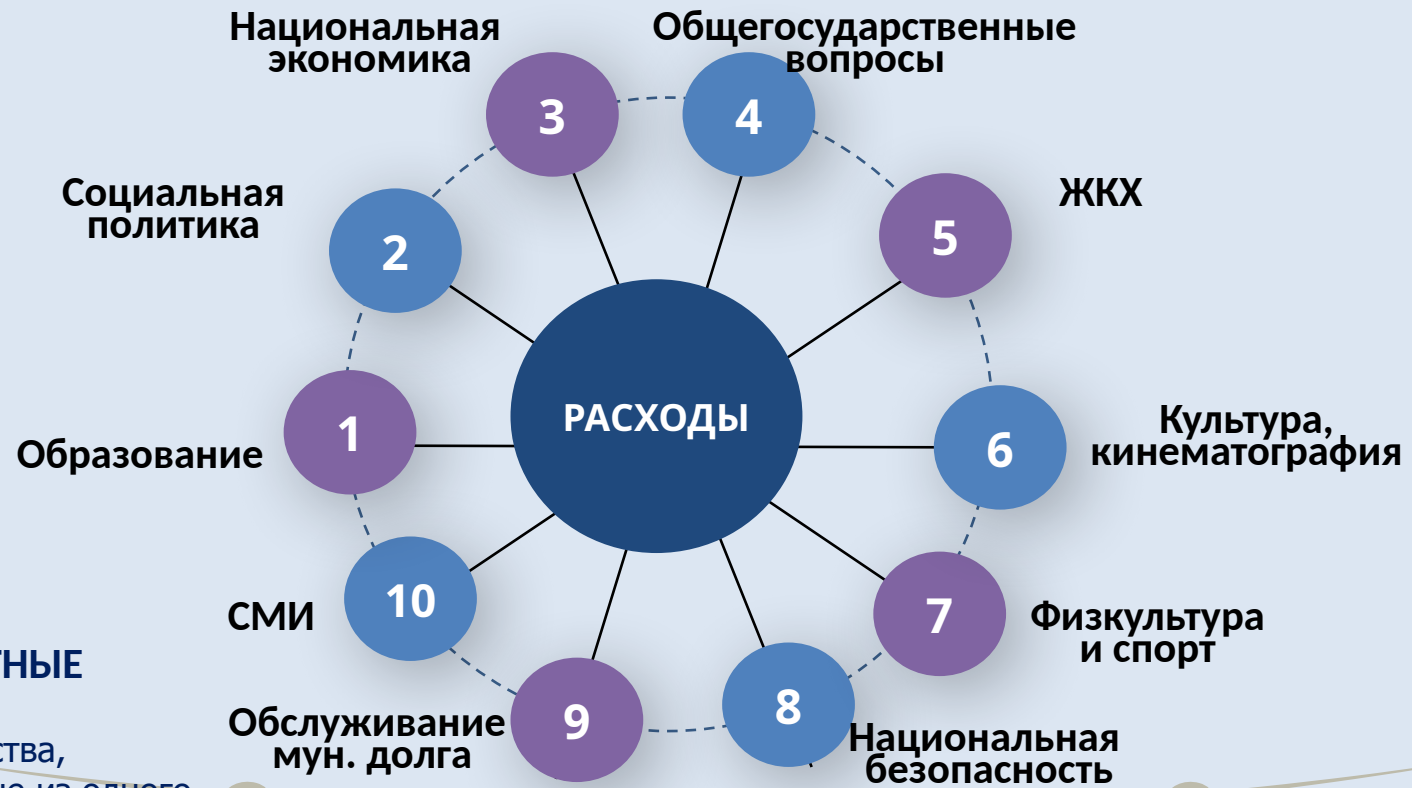 Национальная
экономика
3
Общегосударственные
вопросы
4
Социальная
политика
2
ЖКХ
5
РАСХОДЫ
Образование
1
Культура,
кинематография
6
СМИ
10
Физкультура
и спорт
7
Обслуживание
мун. долга
9
Национальная
безопасность
8